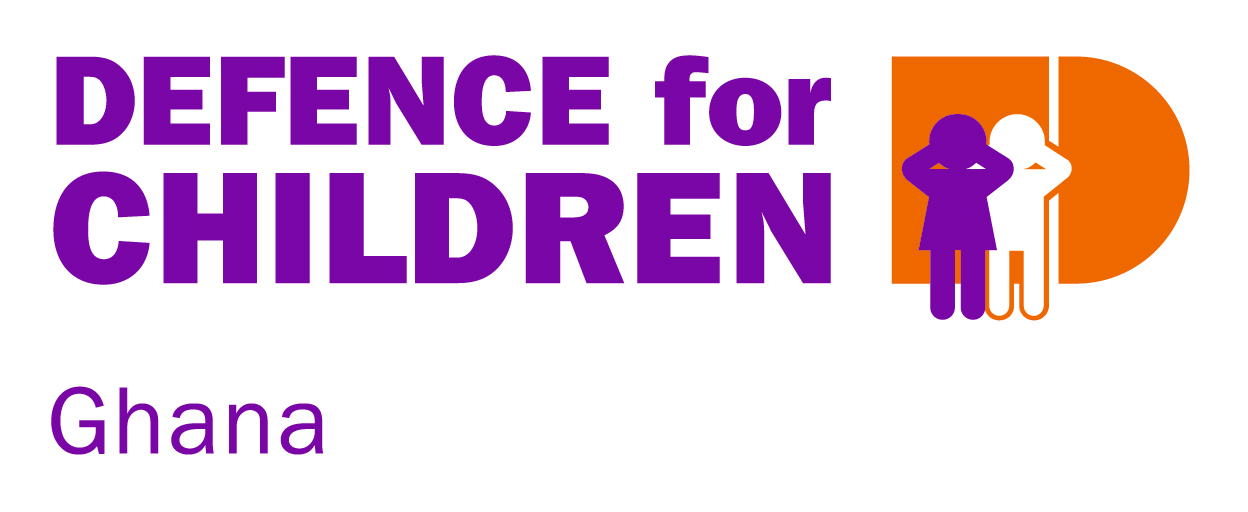 DEFENCE for
CHILDREN
Ghana